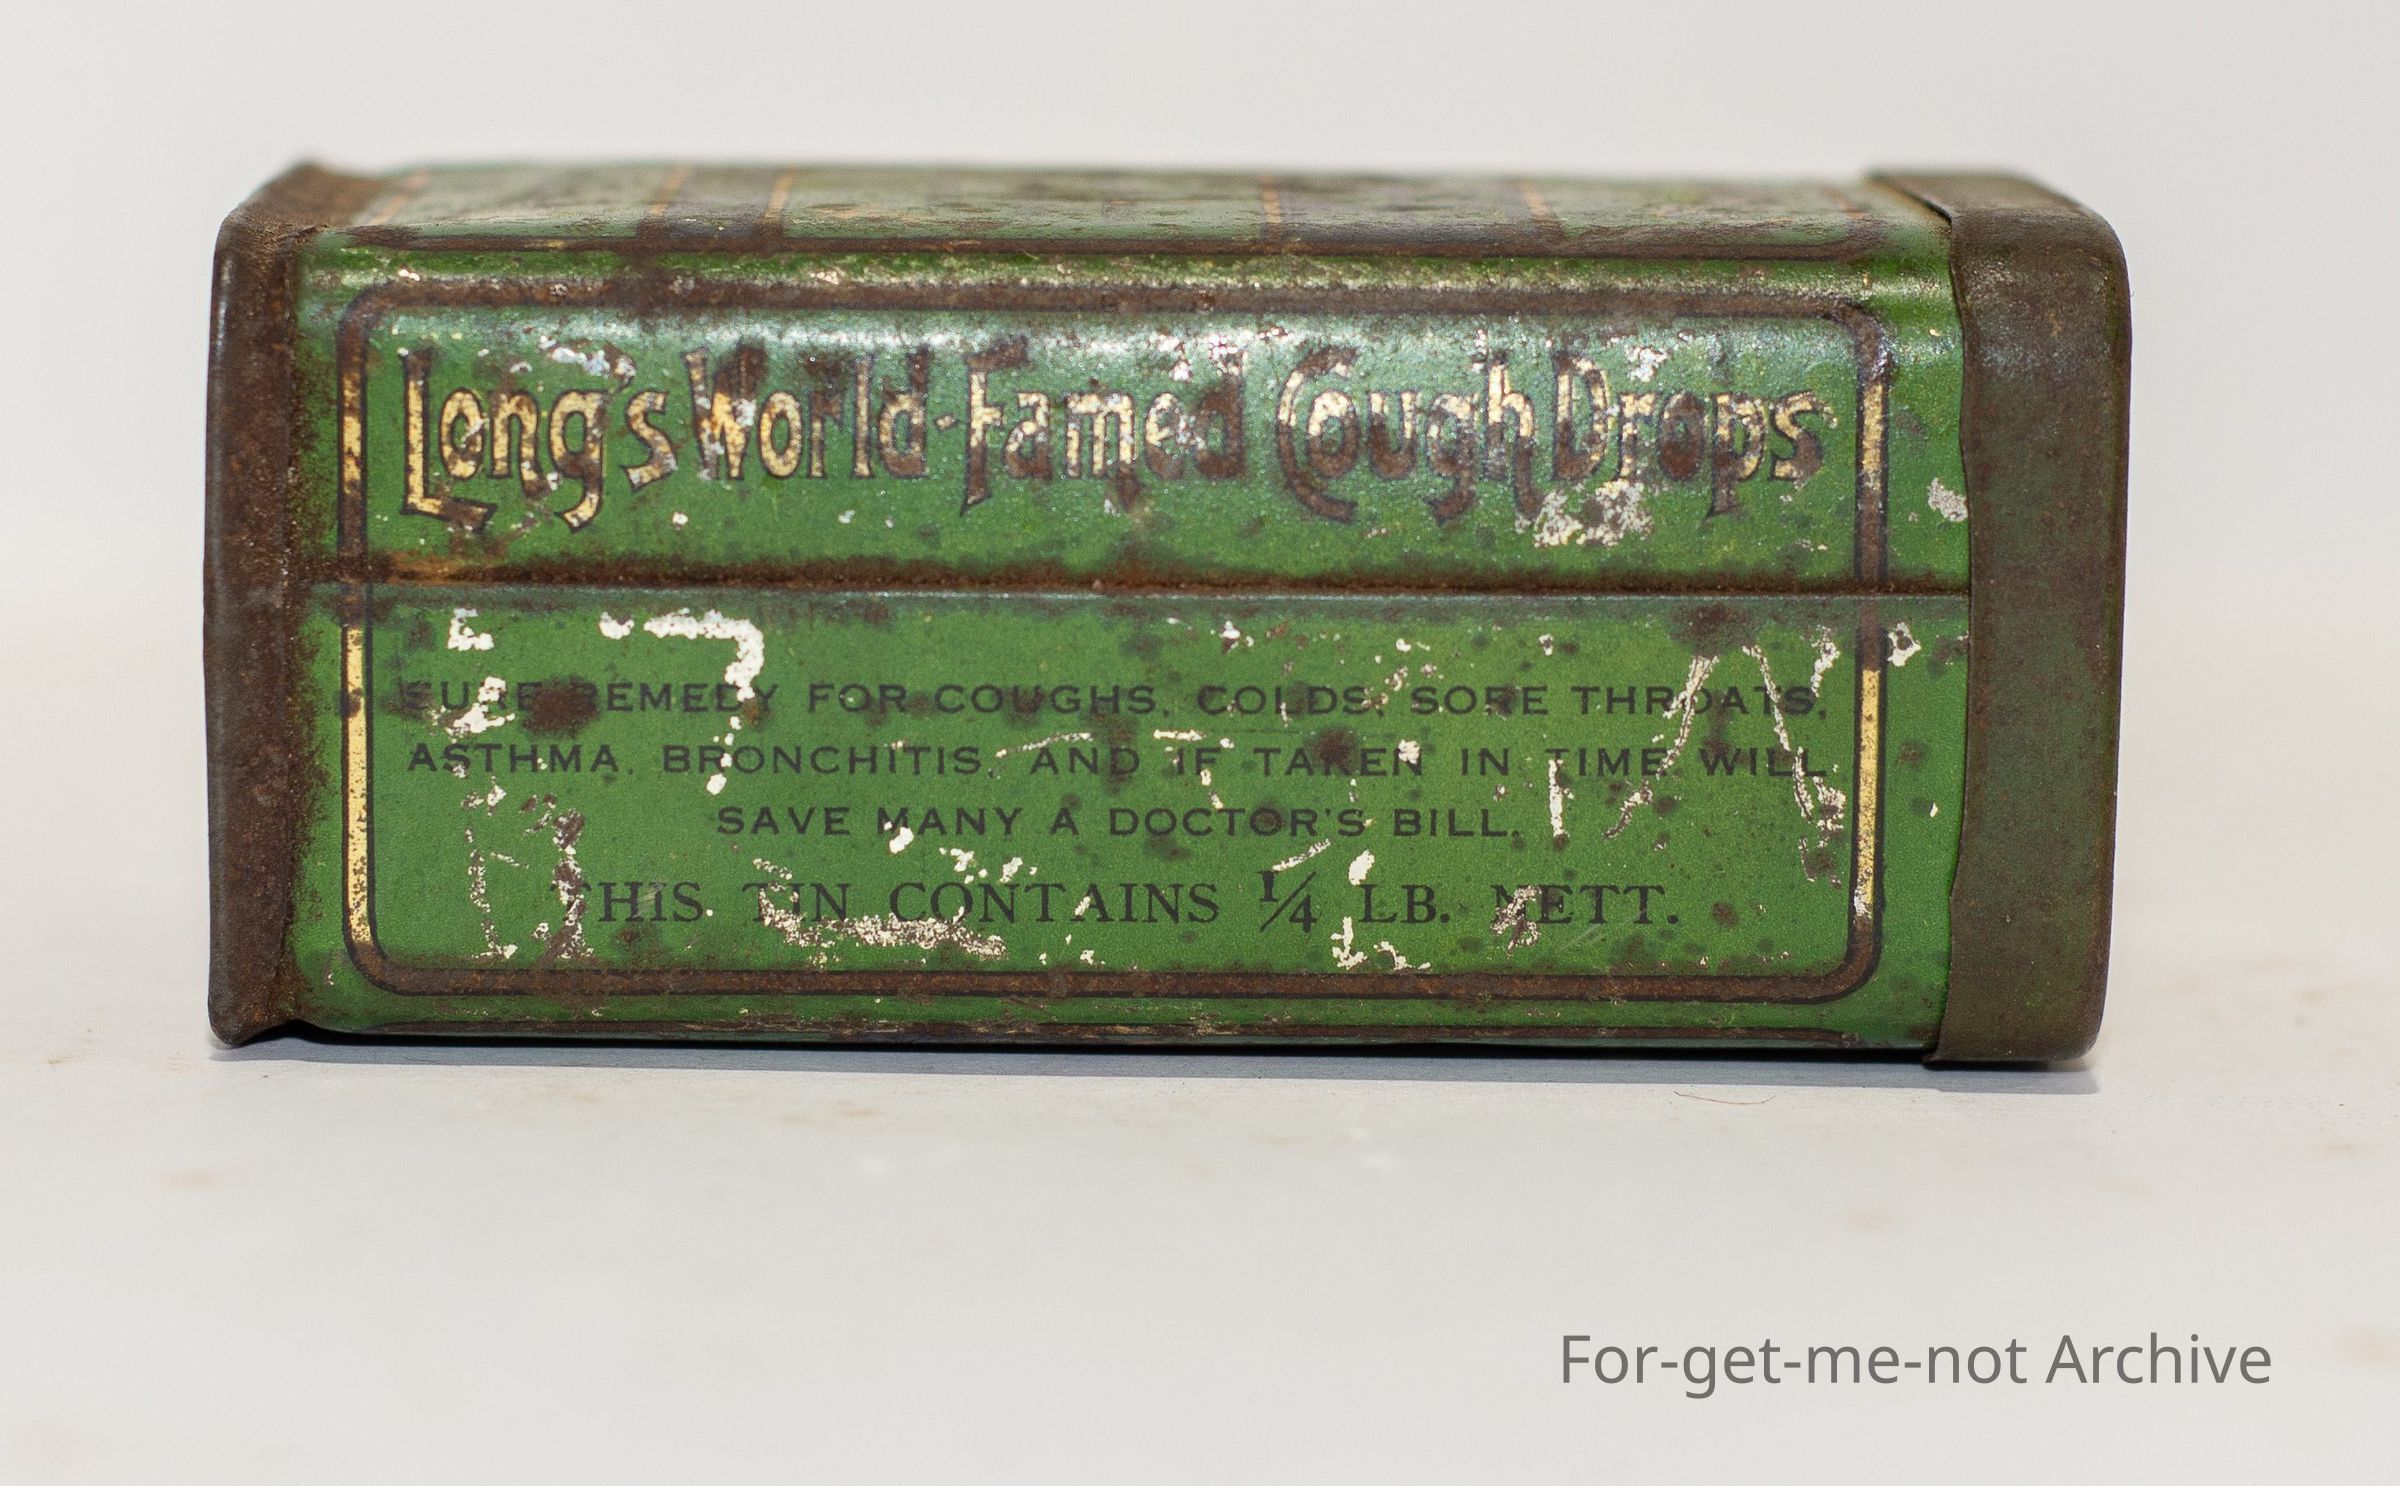 Long's World-Famed Cough Drops
SURE REMEDY FOR COUGHS, COLDS, SORE THROATS,
ASTHMA, BRONCHITIS, AND IF TAKEN IN TIME WILL
SAVE MANY A DOCTOR'S BILL.
THIS TIN CONTAINS ¼ LB. NETT.
For-get-me-not Archive